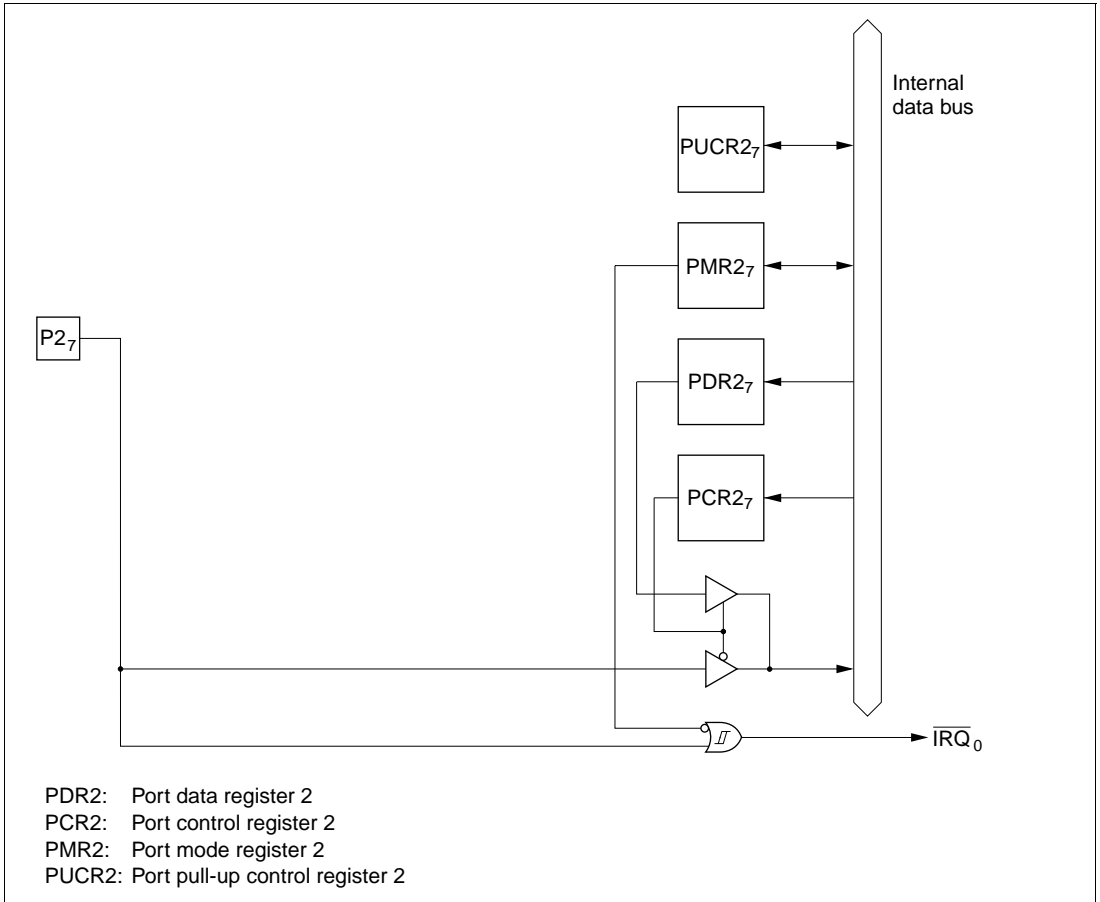 Internal
data bus
PUCR2₇
PMR2₇
P2₇
PDR2₇
PCR2₇
I̅R̅Q̅₀
PDR2: Port data register 2
PCR2: Port control register 2
PMR2: Port mode register 2
PUCR2: Port pull-up control register 2